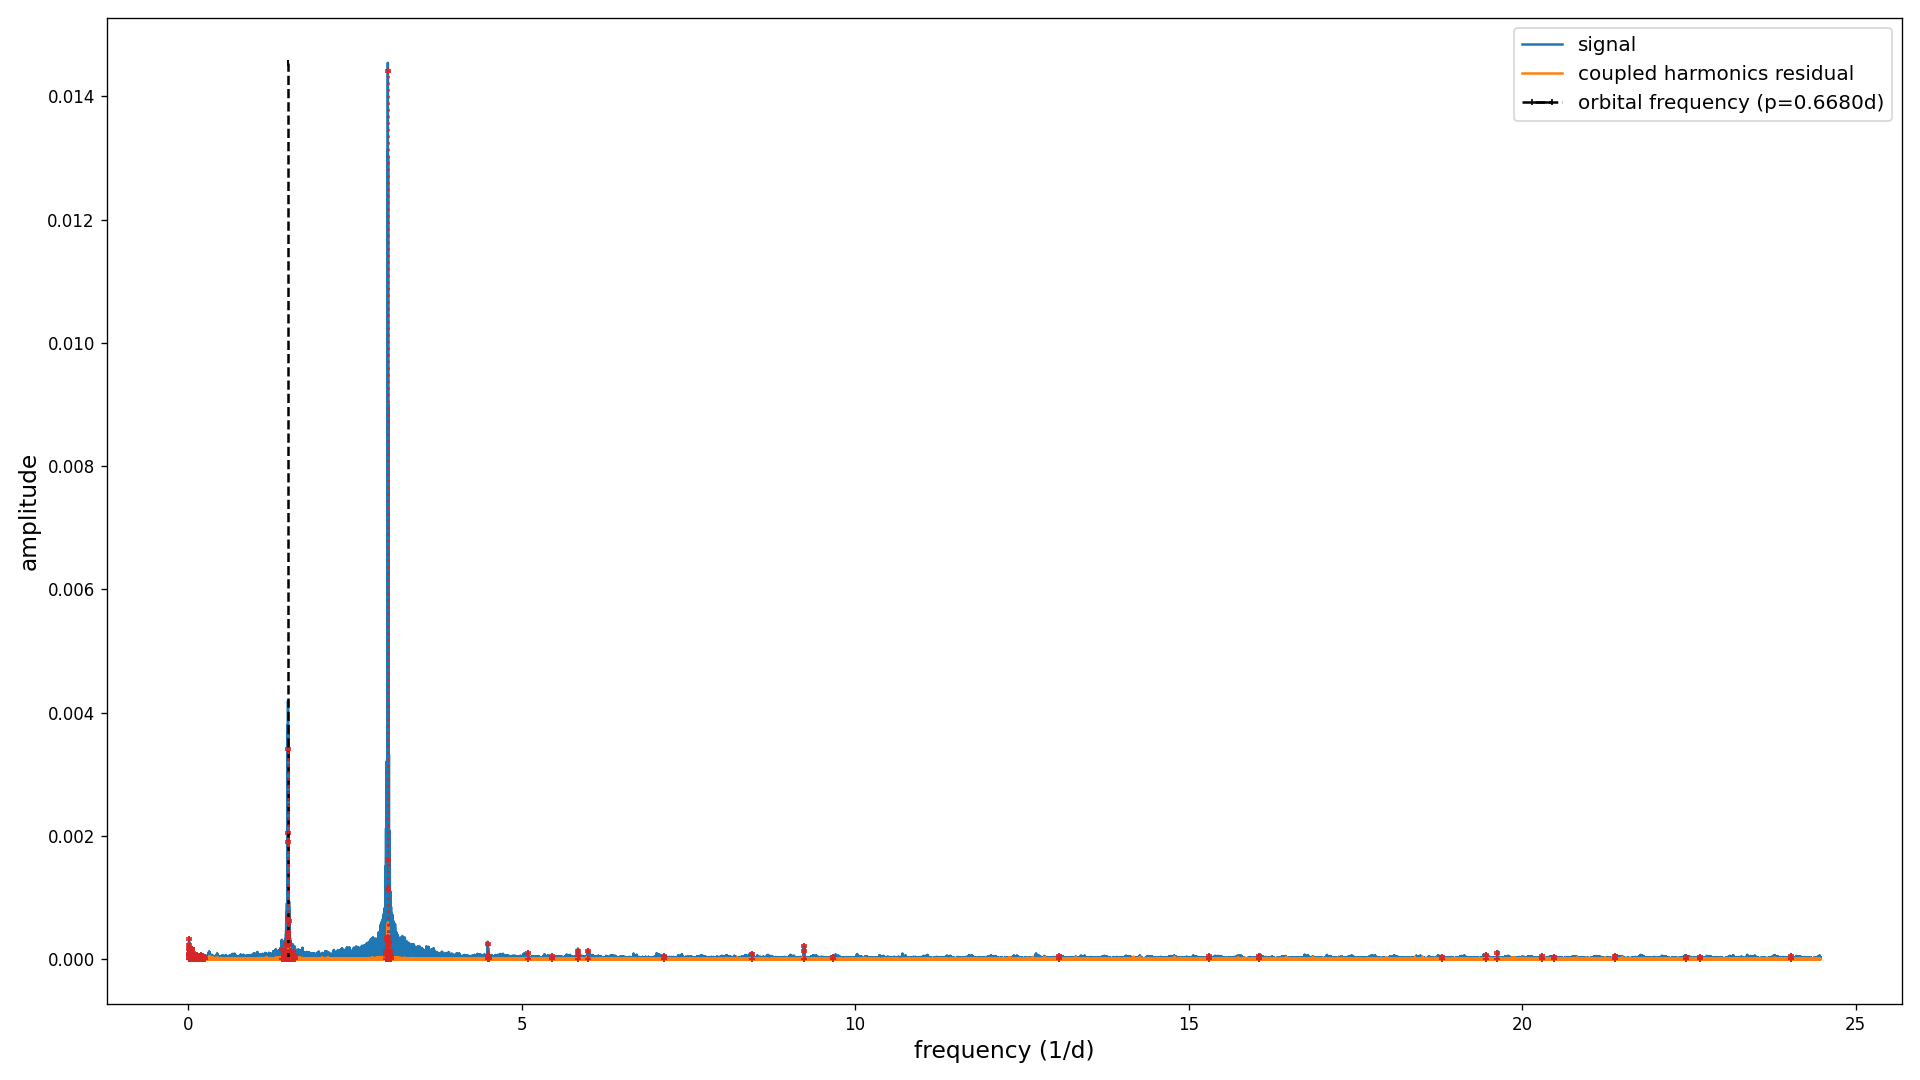 signal
coupled harmonics residual
orbital frequency (p=0.6680d)
amplitude
0.014
0.012
0.010
0.008
0.006
0.004
0.002
0.000
0 5 10 15 20 25
frequency (1/d)